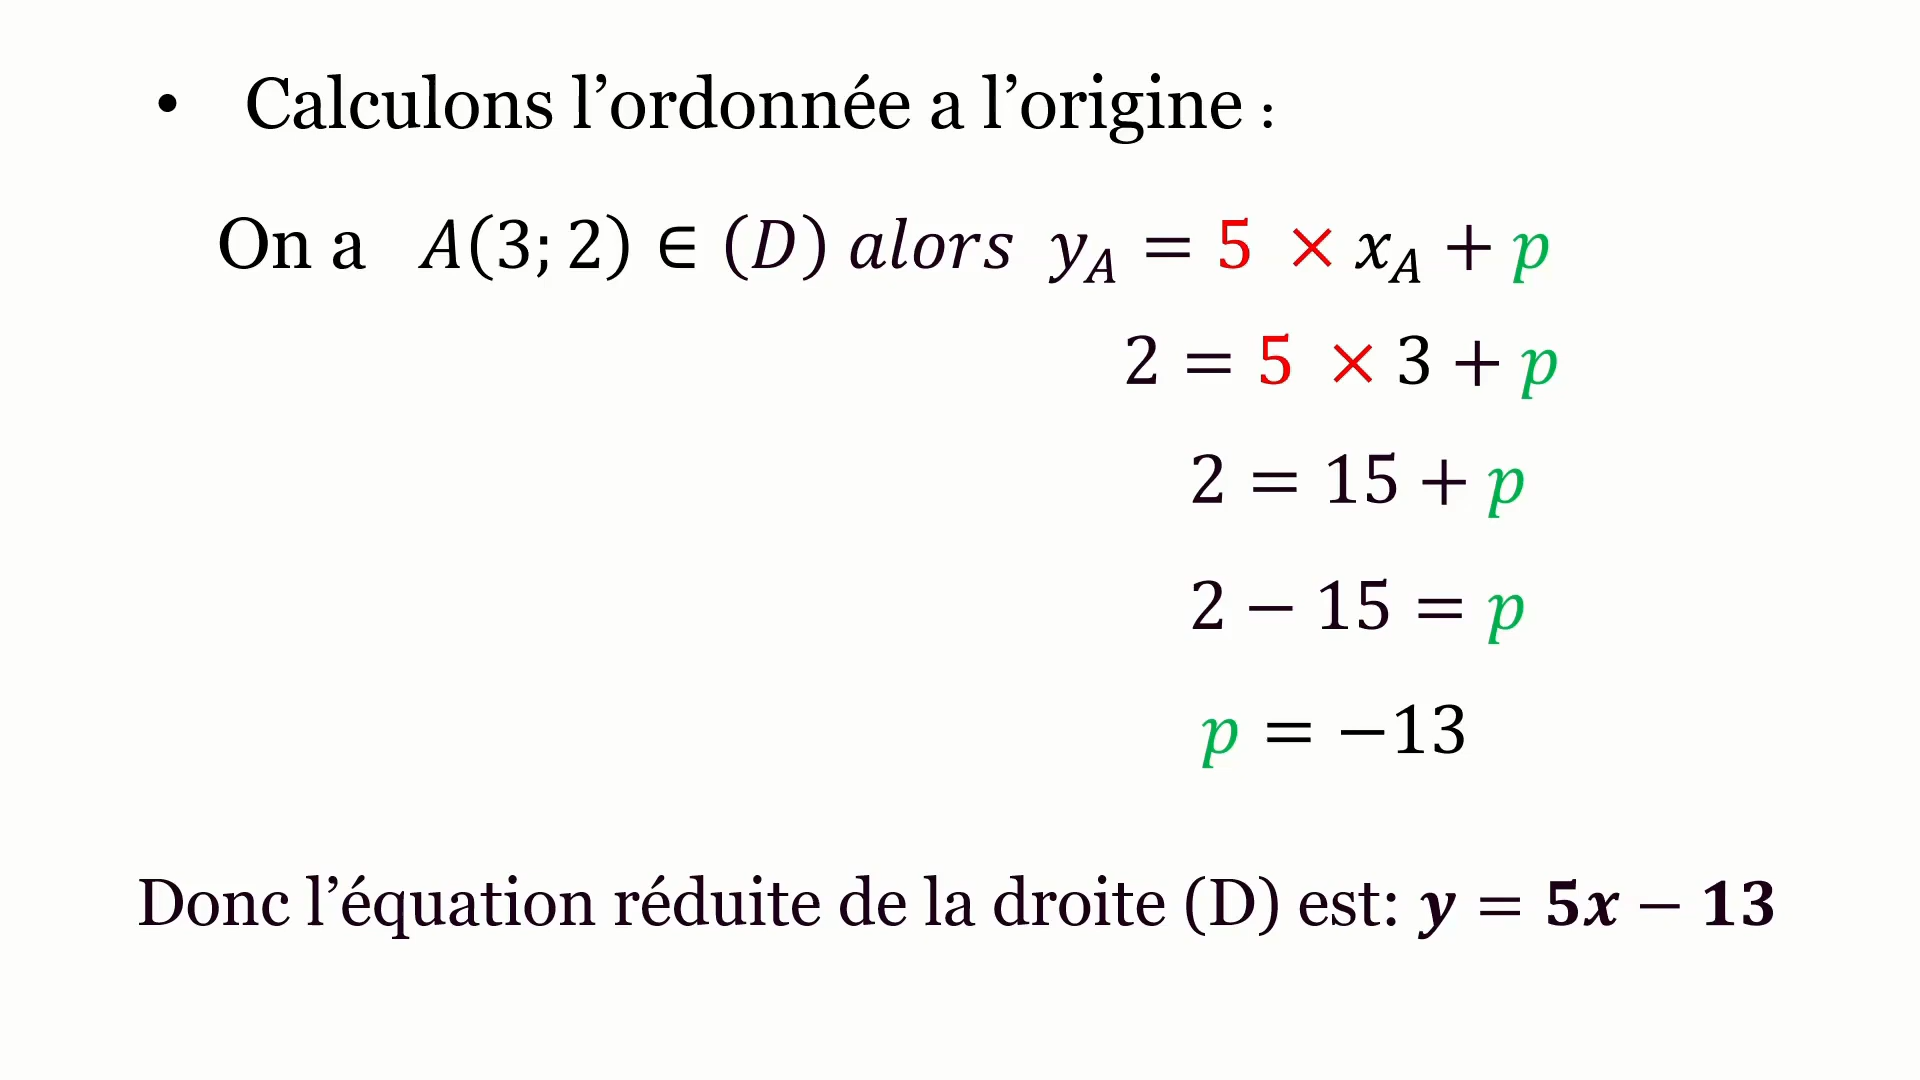 • Calculons l’ordonnée a l’origine :
On a A(3; 2) ∈ (D) alors y_A = 5 × x_A + p
2 = 5 × 3 + p
2 = 15 + p
2 − 15 = p
p = −13
Donc l’équation réduite de la droite (D) est: y = 5x − 13